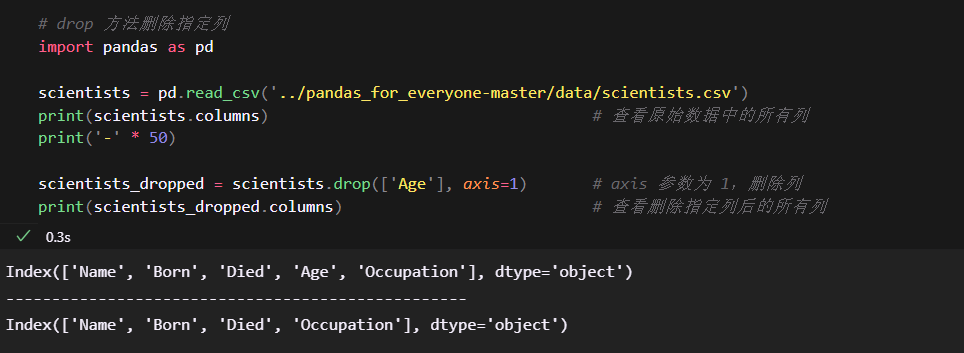 # drop 方法删除指定列
import pandas as pd
scientists = pd.read_csv('../pandas_for_everyone-master/data/scientists.csv')
print(scientists.columns) # 查看原始数据中的所有列
print('-' * 50)
scientists_dropped = scientists.drop(['Age'], axis=1) # axis 参数为 1，删除列
print(scientists_dropped.columns) # 查看删除指定列后的所有列
0.3s
Index(['Name', 'Born', 'Died', 'Age', 'Occupation'], dtype='object')
--------------------------------------------------
Index(['Name', 'Born', 'Died', 'Occupation'], dtype='object')